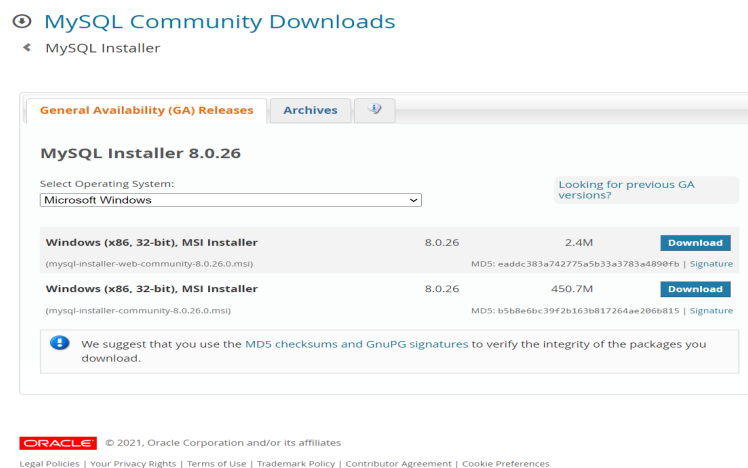 MySQL Community Downloads
MySQL Installer
General Availability (GA) Releases
Archives
MySQL Installer 8.0.26
Select Operating System:
Microsoft Windows
Looking for previous GA
versions?
Windows (x86, 32-bit), MSI Installer 8.0.26 2.4M Download
(mysql-installer-web-community-8.0.26.0.msi) MD5: eaddc383a742775a5b33a3783a4890fb | Signature
Windows (x86, 32-bit), MSI Installer 8.0.26 450.7M Download
(mysql-installer-community-8.0.26.0.msi) MD5: b5b8e6bc39f2b163b817264ae206b815 | Signature
We suggest that you use the MD5 checksums and GnuPG signatures to verify the integrity of the packages you
download.
ORACLE © 2021, Oracle Corporation and/or its affiliates
Legal Policies | Your Privacy Rights | Terms of Use | Trademark Policy | Contributor Agreement | Cookie Preferences